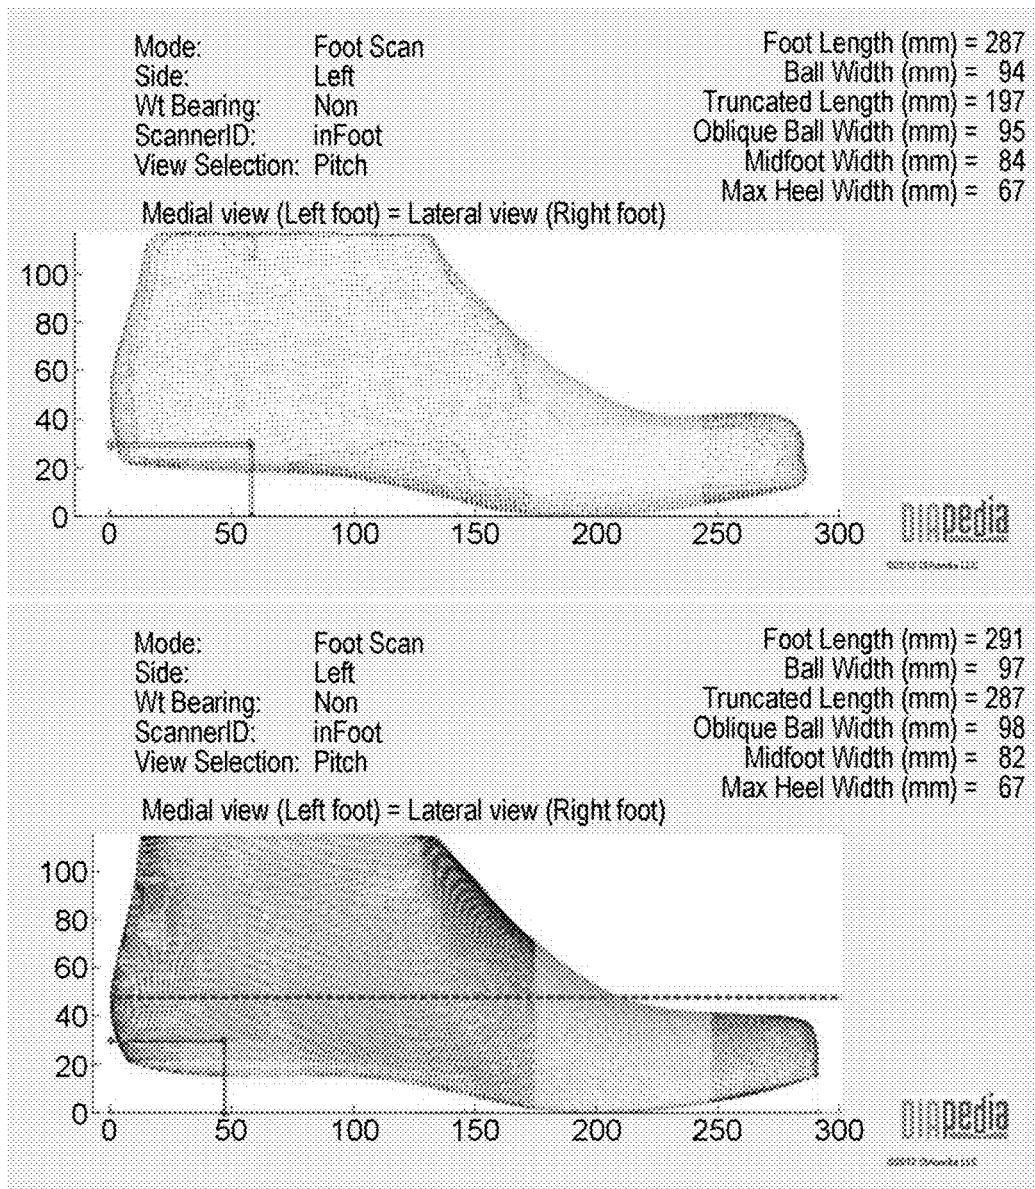 Mode: Foot Scan
Side: Left
Wt Bearing: Non
ScannerID: inFoot
View Selection: Pitch
Foot Length (mm) = 287
Ball Width (mm) = 94
Truncated Length (mm) = 197
Oblique Ball Width (mm) = 95
Midfoot Width (mm) = 84
Max Heel Width (mm) = 67
Medial view (Left foot) = Lateral view (Right foot)
100
80
60
40
20
0
0 50 100 150 200 250 300
DIApedia
Mode: Foot Scan
Side: Left
Wt Bearing: Non
ScannerID: inFoot
View Selection: Pitch
Foot Length (mm) = 291
Ball Width (mm) = 97
Truncated Length (mm) = 287
Oblique Ball Width (mm) = 98
Midfoot Width (mm) = 82
Max Heel Width (mm) = 67
Medial view (Left foot) = Lateral view (Right foot)
100
80
60
40
20
0
0 50 100 150 200 250 300
DIApedia